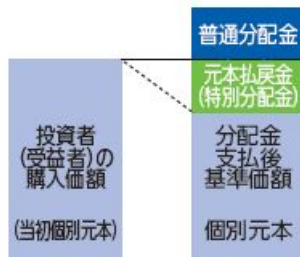 普通分配金
元本払戻金
(特別分配金)
投資者
(受益者)の
購入価額
(当初個別元本)
分配金
支払後
基準価額
個別元本